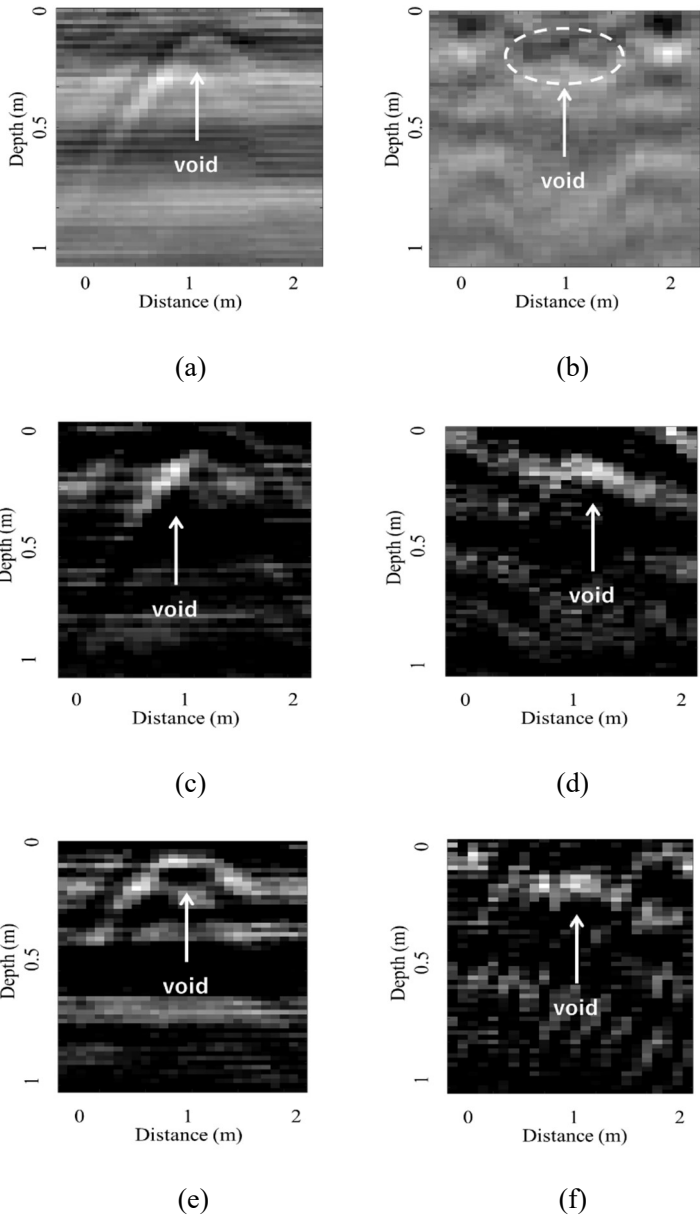 0
0.5
1
Depth (m)
void
0 1 2
Distance (m)
(a)
0
0.5
1
Depth (m)
void
0 1 2
Distance (m)
(b)
0
0.5
1
Depth (m)
void
0 1 2
Distance (m)
(c)
0
0.5
1
Depth (m)
void
0 1 2
Distance (m)
(d)
0
0.5
1
Depth (m)
void
0 1 2
Distance (m)
(e)
0
0.5
1
Depth (m)
void
0 1 2
Distance (m)
(f)